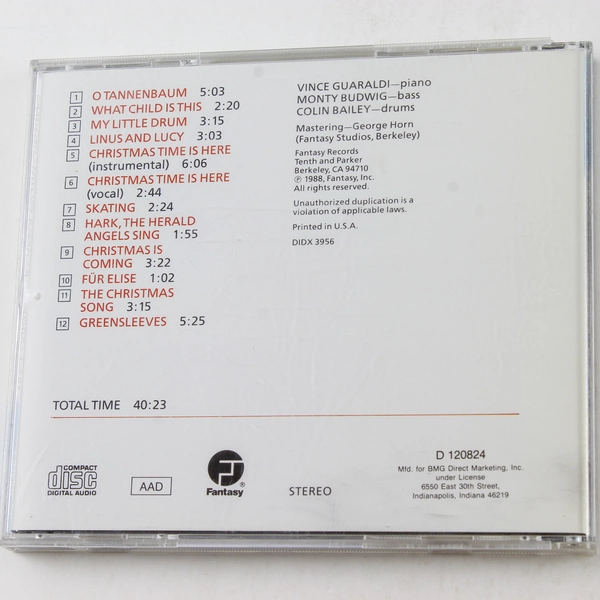 1 O TANNENBAUM 5:03
2 WHAT CHILD IS THIS 2:20
3 MY LITTLE DRUM 3:15
4 LINUS AND LUCY 3:03
5 CHRISTMAS TIME IS HERE
(instrumental) 6:06
6 CHRISTMAS TIME IS HERE
(vocal) 2:44
7 SKATING 2:24
8 HARK, THE HERALD
ANGELS SING 1:55
9 CHRISTMAS IS
COMING 3:22
10 FÜR ELISE 1:02
11 THE CHRISTMAS
SONG 3:15
12 GREENSLEEVES 5:25
TOTAL TIME 40:23
VINCE GUARALDI—piano
MONTY BUDWIG—bass
COLIN BAILEY—drums
Mastering—George Horn
(Fantasy Studios, Berkeley)
Fantasy Records
Tenth and Parker
Berkeley, CA 94710
℗ 1988, Fantasy, Inc.
All rights reserved.
Unauthorized duplication is a
violation of applicable laws.
Printed in U.S.A.
DIDX 3956
COMPACT
disc
DIGITAL AUDIO
AAD
Fantasy®
STEREO
D 120824
Mfd. for BMG Direct Marketing, Inc.
under License
6550 East 30th Street,
Indianapolis, Indiana 46219